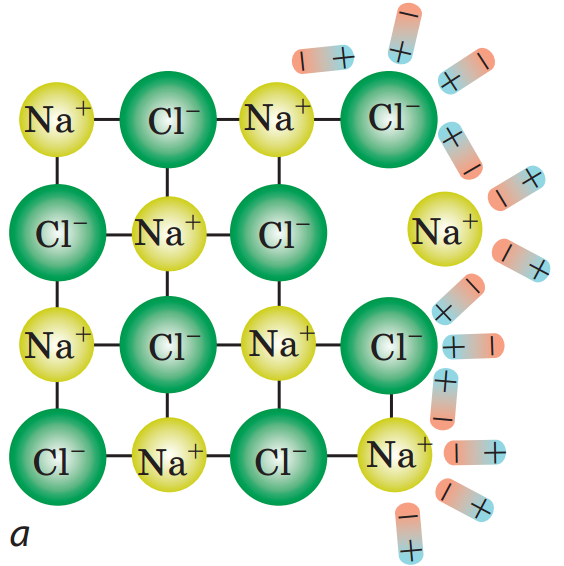 Na⁺ Cl⁻ Na⁺ Cl⁻
Cl⁻ Na⁺ Cl⁻ Na⁺
Na⁺ Cl⁻ Na⁺ Cl⁻
Cl⁻ Na⁺ Cl⁻ Na⁺
− +
− +
− +
+ −
− +
− +
+ −
+ −
+ −
− +
− +
− +
a